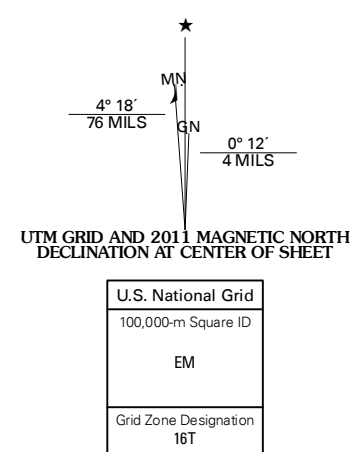 ★
MN
4° 18´
76 MILS
GN
0° 12´
4 MILS
UTM GRID AND 2011 MAGNETIC NORTH
DECLINATION AT CENTER OF SHEET
U.S. National Grid
100,000-m Square ID
EM
Grid Zone Designation
16T